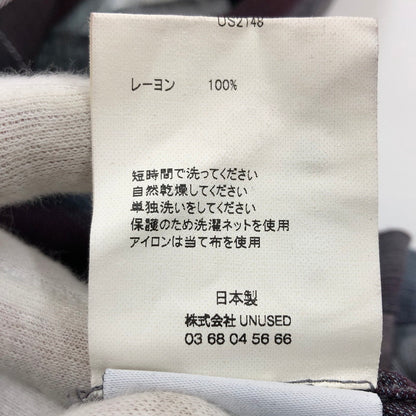 US2148
レーヨン 100%
短時間で洗ってください
自然乾燥してください
単独洗いをしてください
保護のため洗濯ネットを使用
アイロンは当て布を使用
日本製
株式会社 UNUSED
03 68 04 56 66